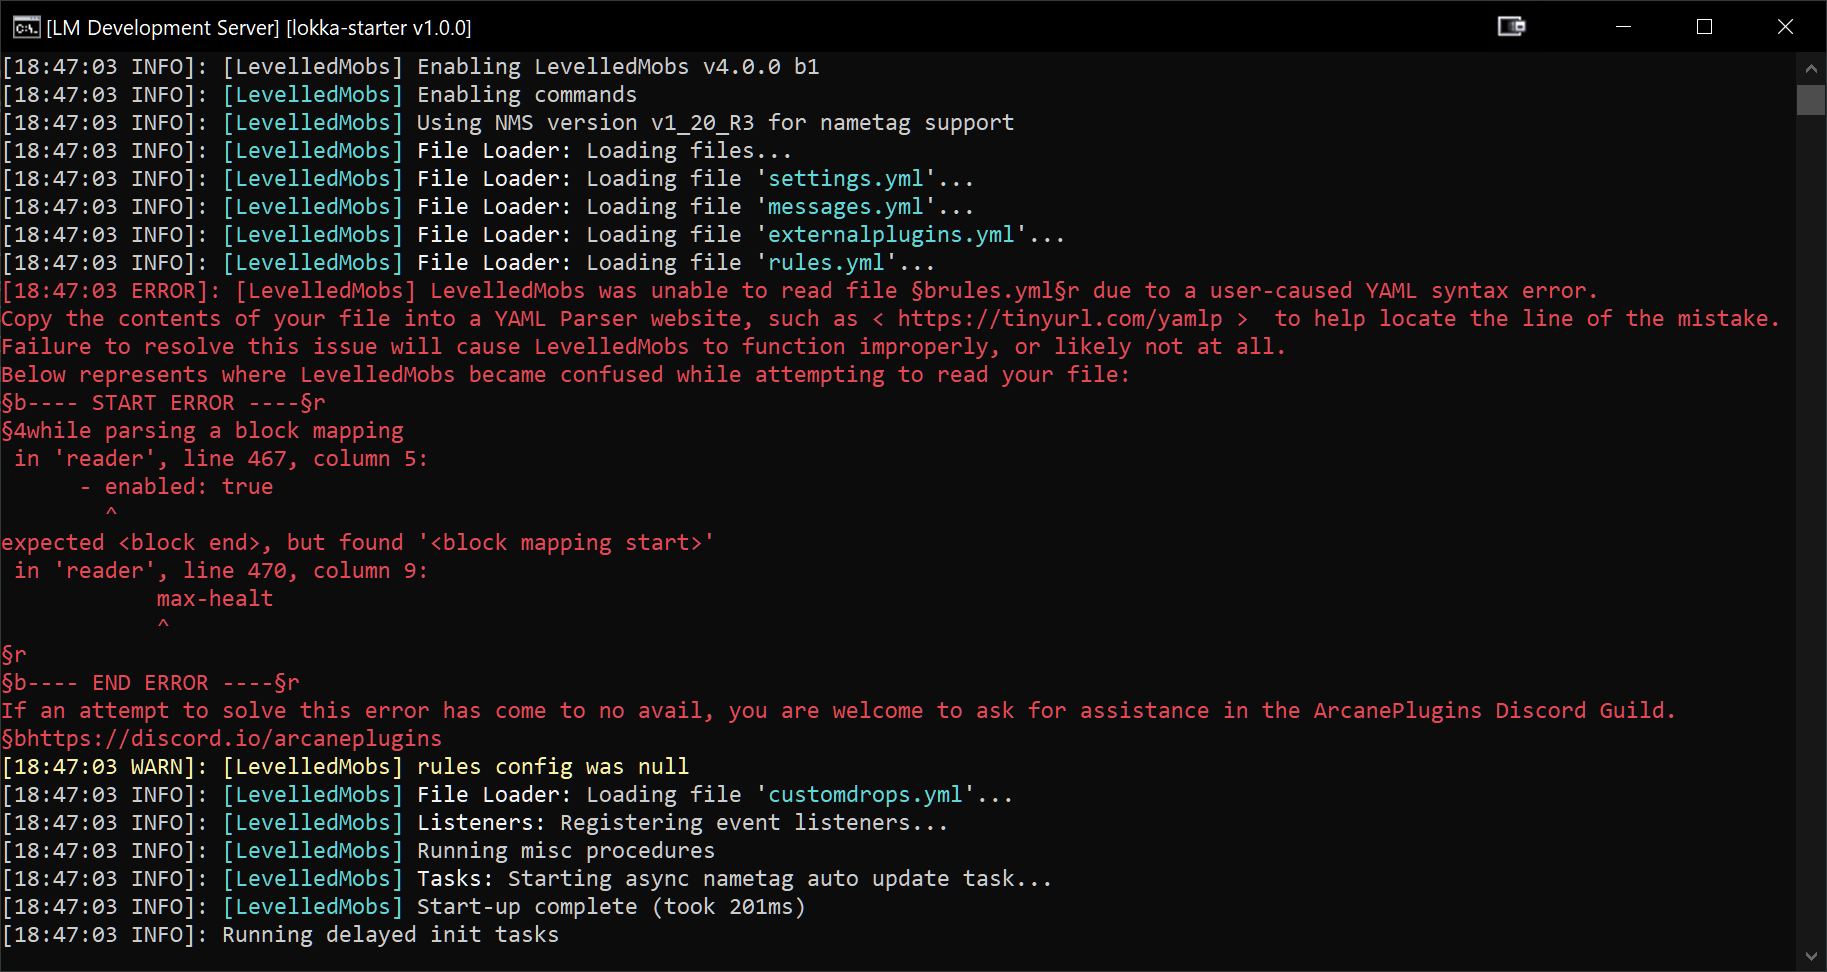 [LM Development Server] [lokka-starter v1.0.0]
[18:47:03 INFO]: [LevelledMobs] Enabling LevelledMobs v4.0.0 b1
[18:47:03 INFO]: [LevelledMobs] Enabling commands
[18:47:03 INFO]: [LevelledMobs] Using NMS version v1_20_R3 for nametag support
[18:47:03 INFO]: [LevelledMobs] File Loader: Loading files...
[18:47:03 INFO]: [LevelledMobs] File Loader: Loading file 'settings.yml'...
[18:47:03 INFO]: [LevelledMobs] File Loader: Loading file 'messages.yml'...
[18:47:03 INFO]: [LevelledMobs] File Loader: Loading file 'externalplugins.yml'...
[18:47:03 INFO]: [LevelledMobs] File Loader: Loading file 'rules.yml'...
[18:47:03 ERROR]: [LevelledMobs] LevelledMobs was unable to read file §brules.yml§r due to a user-caused YAML syntax error.
Copy the contents of your file into a YAML Parser website, such as < https://tinyurl.com/yamlp >  to help locate the line of the mistake.
Failure to resolve this issue will cause LevelledMobs to function improperly, or likely not at all.
Below represents where LevelledMobs became confused while attempting to read your file:
§b---- START ERROR ----§r
§4while parsing a block mapping
 in 'reader', line 467, column 5:
      - enabled: true
        ^
expected <block end>, but found '<block mapping start>'
 in 'reader', line 470, column 9:
            max-healt
            ^
§r
§b---- END ERROR ----§r
If an attempt to solve this error has come to no avail, you are welcome to ask for assistance in the ArcanePlugins Discord Guild.
§bhttps://discord.io/arcaneplugins
[18:47:03 WARN]: [LevelledMobs] rules config was null
[18:47:03 INFO]: [LevelledMobs] File Loader: Loading file 'customdrops.yml'...
[18:47:03 INFO]: [LevelledMobs] Listeners: Registering event listeners...
[18:47:03 INFO]: [LevelledMobs] Running misc procedures
[18:47:03 INFO]: [LevelledMobs] Tasks: Starting async nametag auto update task...
[18:47:03 INFO]: [LevelledMobs] Start-up complete (took 201ms)
[18:47:03 INFO]: Running delayed init tasks